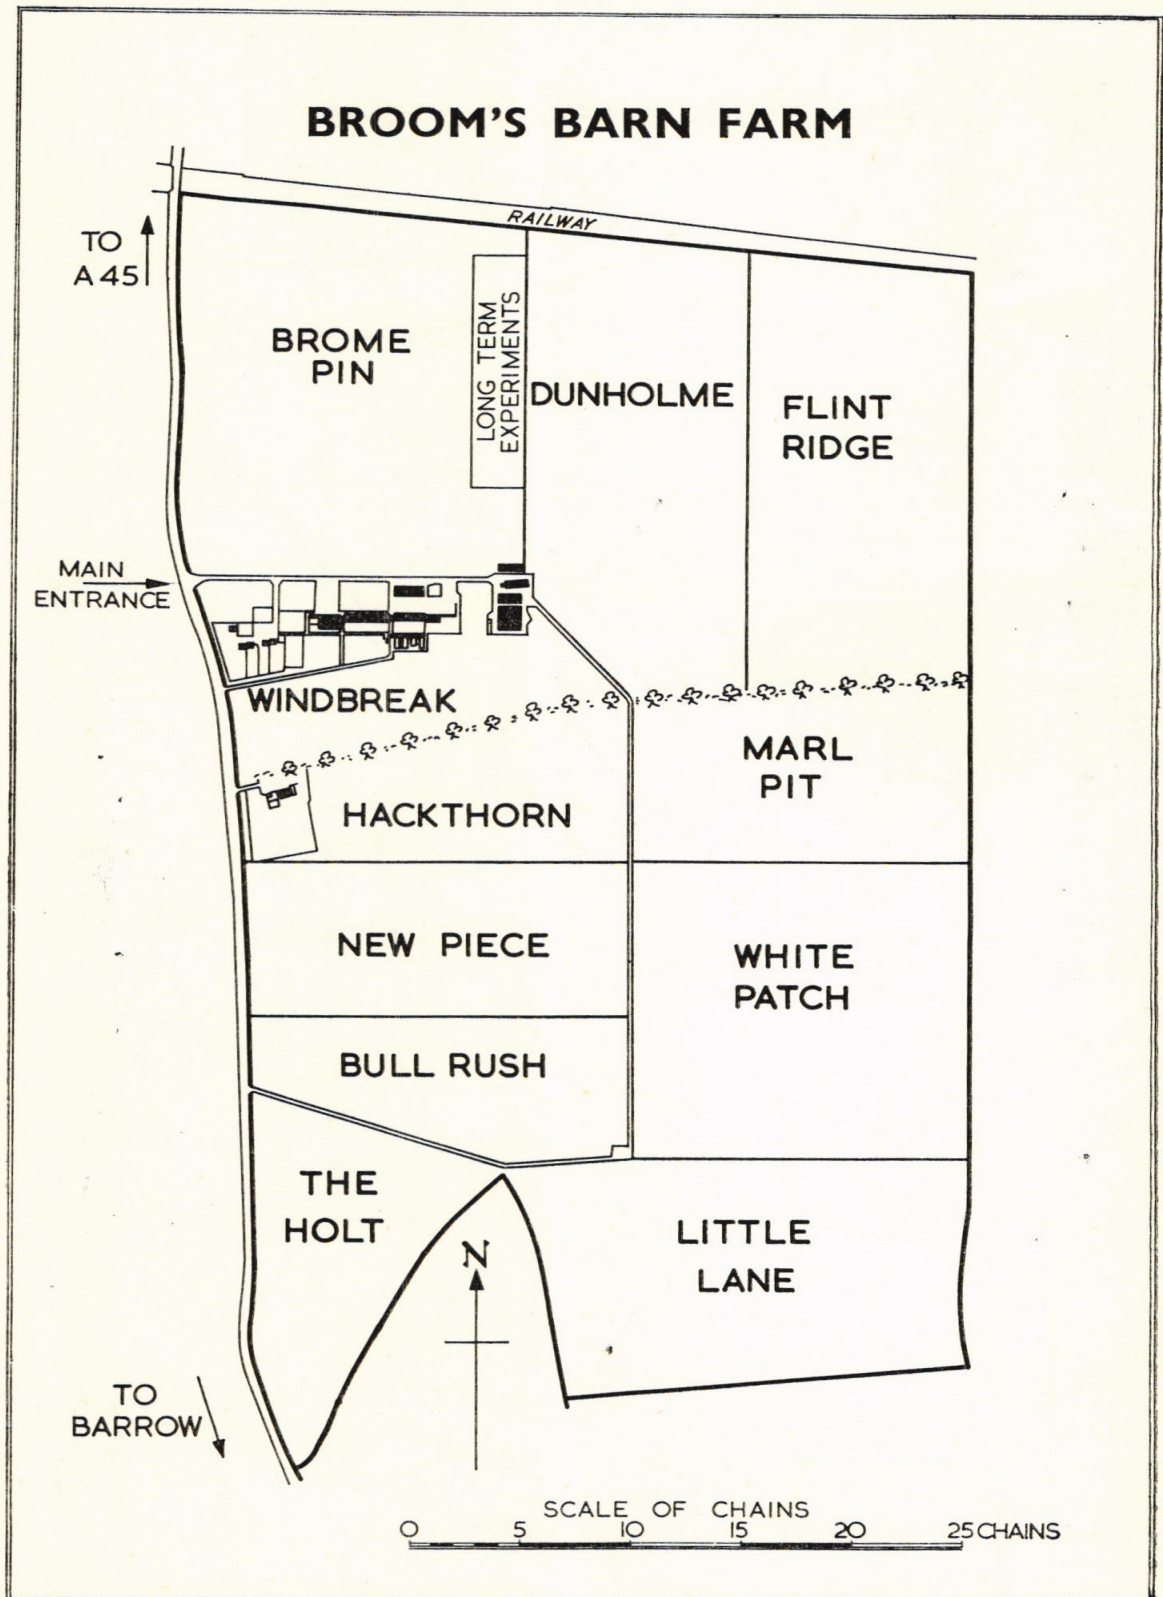 BROOM'S BARN FARM
RAILWAY
TO
A 45
BROME
PIN
LONG TERM
EXPERIMENTS
DUNHOLME
FLINT
RIDGE
MAIN
ENTRANCE
WINDBREAK
MARL
PIT
HACKTHORN
NEW PIECE
WHITE
PATCH
BULL RUSH
THE
HOLT
LITTLE
LANE
N
TO
BARROW
SCALE OF CHAINS
0 5 10 15 20 25 CHAINS